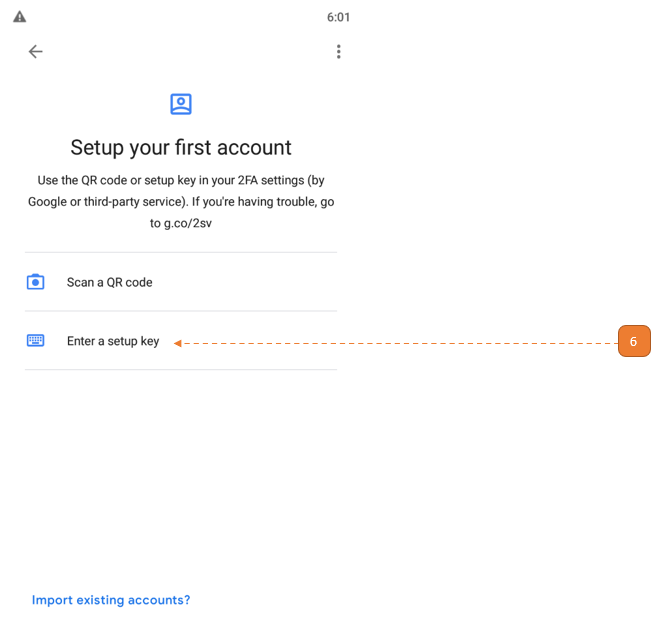 6:01
Setup your first account
Use the QR code or setup key in your 2FA settings (by
Google or third-party service). If you're having trouble, go
to g.co/2sv
Scan a QR code
Enter a setup key
6
Import existing accounts?